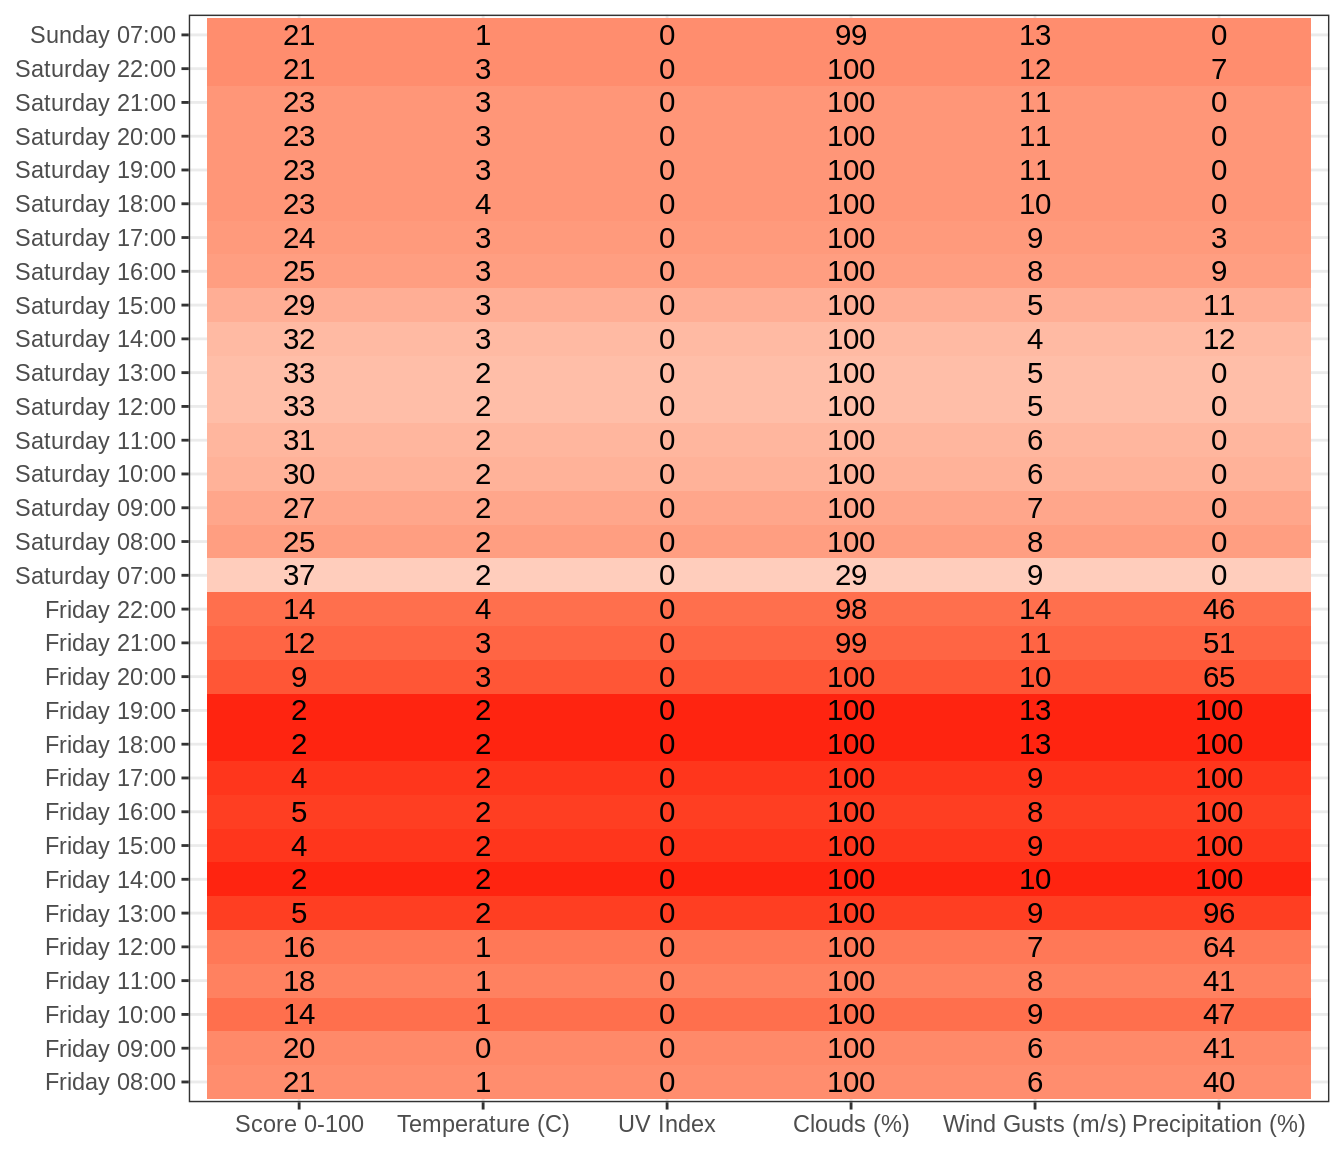 Sunday 07:00 21 1 0 99 13 0
Saturday 22:00 21 3 0 100 12 7
Saturday 21:00 23 3 0 100 11 0
Saturday 20:00 23 3 0 100 11 0
Saturday 19:00 23 3 0 100 11 0
Saturday 18:00 23 4 0 100 10 0
Saturday 17:00 24 3 0 100 9 3
Saturday 16:00 25 3 0 100 8 9
Saturday 15:00 29 3 0 100 5 11
Saturday 14:00 32 3 0 100 4 12
Saturday 13:00 33 2 0 100 5 0
Saturday 12:00 33 2 0 100 5 0
Saturday 11:00 31 2 0 100 6 0
Saturday 10:00 30 2 0 100 6 0
Saturday 09:00 27 2 0 100 7 0
Saturday 08:00 25 2 0 100 8 0
Saturday 07:00 37 2 0 29 9 0
Friday 22:00 14 4 0 98 14 46
Friday 21:00 12 3 0 99 11 51
Friday 20:00 9 3 0 100 10 65
Friday 19:00 2 2 0 100 13 100
Friday 18:00 2 2 0 100 13 100
Friday 17:00 4 2 0 100 9 100
Friday 16:00 5 2 0 100 8 100
Friday 15:00 4 2 0 100 9 100
Friday 14:00 2 2 0 100 10 100
Friday 13:00 5 2 0 100 9 96
Friday 12:00 16 1 0 100 7 64
Friday 11:00 18 1 0 100 8 41
Friday 10:00 14 1 0 100 9 47
Friday 09:00 20 0 0 100 6 41
Friday 08:00 21 1 0 100 6 40
Score 0-100 Temperature (C) UV Index Clouds (%) Wind Gusts (m/s) Precipitation (%)